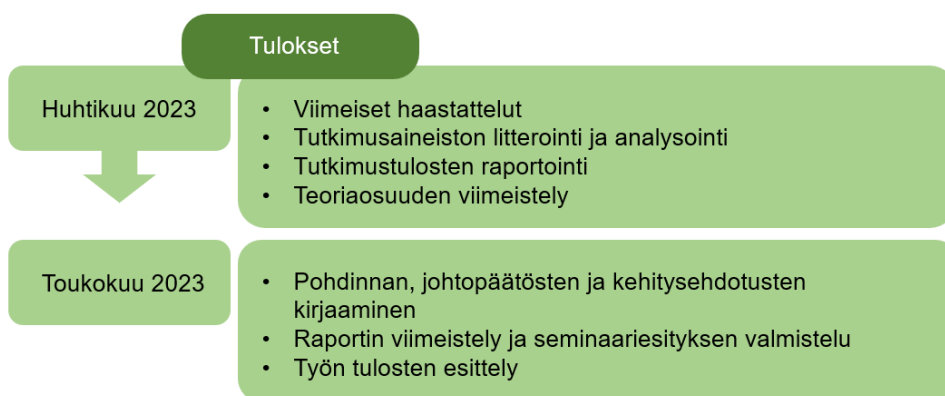 Tulokset
Huhtikuu 2023
• Viimeiset haastattelut
• Tutkimusaineiston litterointi ja analysointi
• Tutkimustulosten raportointi
• Teoriaosuuden viimeistely
Toukokuu 2023
• Pohdinnan, johtopäätösten ja kehitysehdotusten
kirjaaminen
• Raportin viimeistely ja seminaariesityksen valmistelu
• Työn tulosten esittely